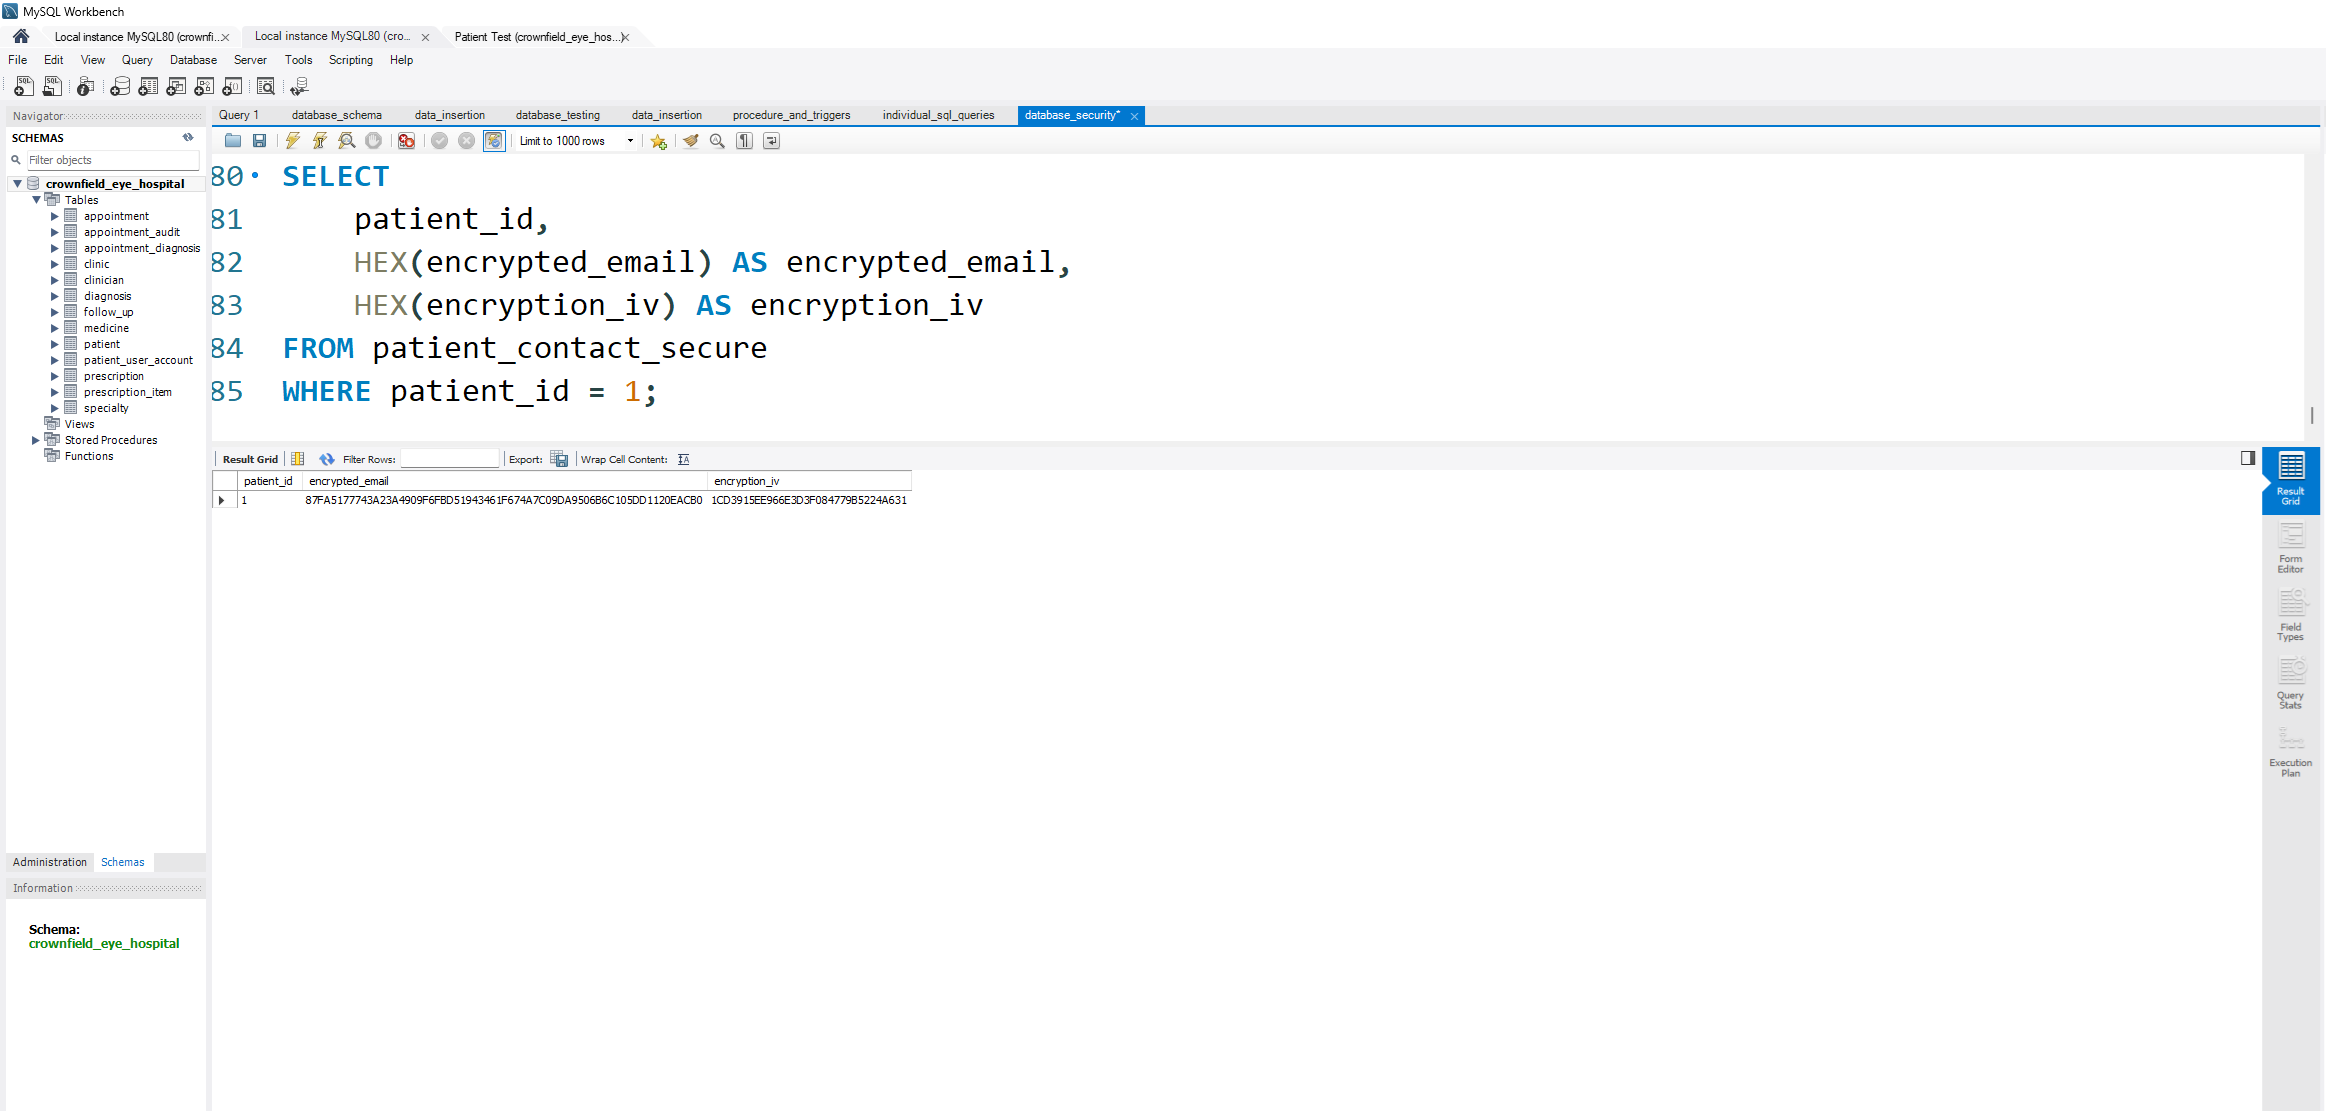 MySQL Workbench
Local instance MySQL80 (crownfi...
Local instance MySQL80 (cro...
Patient Test (crownfield_eye_hos...)
File Edit View Query Database Server Tools Scripting Help
Navigator
SCHEMAS
Filter objects
crownfield_eye_hospital
Tables
appointment
appointment_audit
appointment_diagnosis
clinic
clinician
diagnosis
follow_up
medicine
patient
patient_user_account
prescription
prescription_item
specialty
Views
Stored Procedures
Functions
Administration Schemas
Information
Schema:
crownfield_eye_hospital
Query 1 database_schema data_insertion database_testing data_insertion procedure_and_triggers individual_sql_queries database_security*
Limit to 1000 rows
80 SELECT
81 patient_id,
82 HEX(encrypted_email) AS encrypted_email,
83 HEX(encryption_iv) AS encryption_iv
84 FROM patient_contact_secure
85 WHERE patient_id = 1;
Result Grid Filter Rows: Export: Wrap Cell Content:
patient_id encrypted_email encryption_iv
1 87FA5177743A23A4909F6FBD51943461F674A7C09DA9506B6C105DD1120EACB0 1CD3915EE966E3D3F084779B5224A631
Result
Grid
Form
Editor
Field
Types
Query
Stats
Execution
Plan